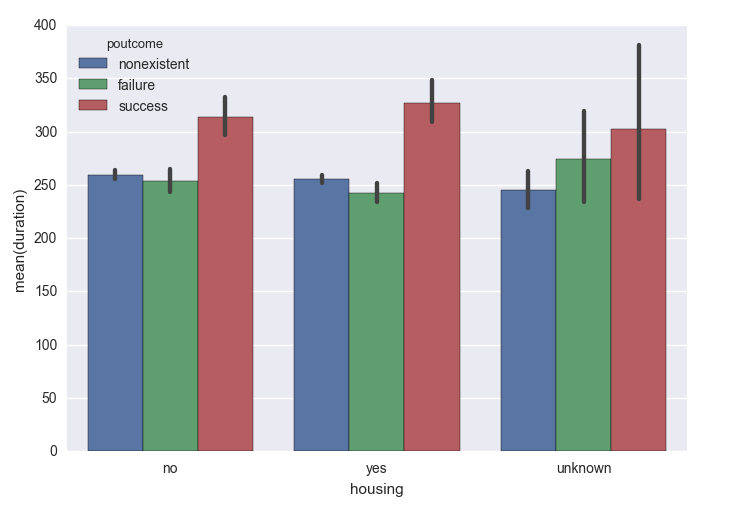 400
350
300
250
200
150
100
50
0
mean(duration)
poutcome
nonexistent
failure
success
no yes unknown
housing